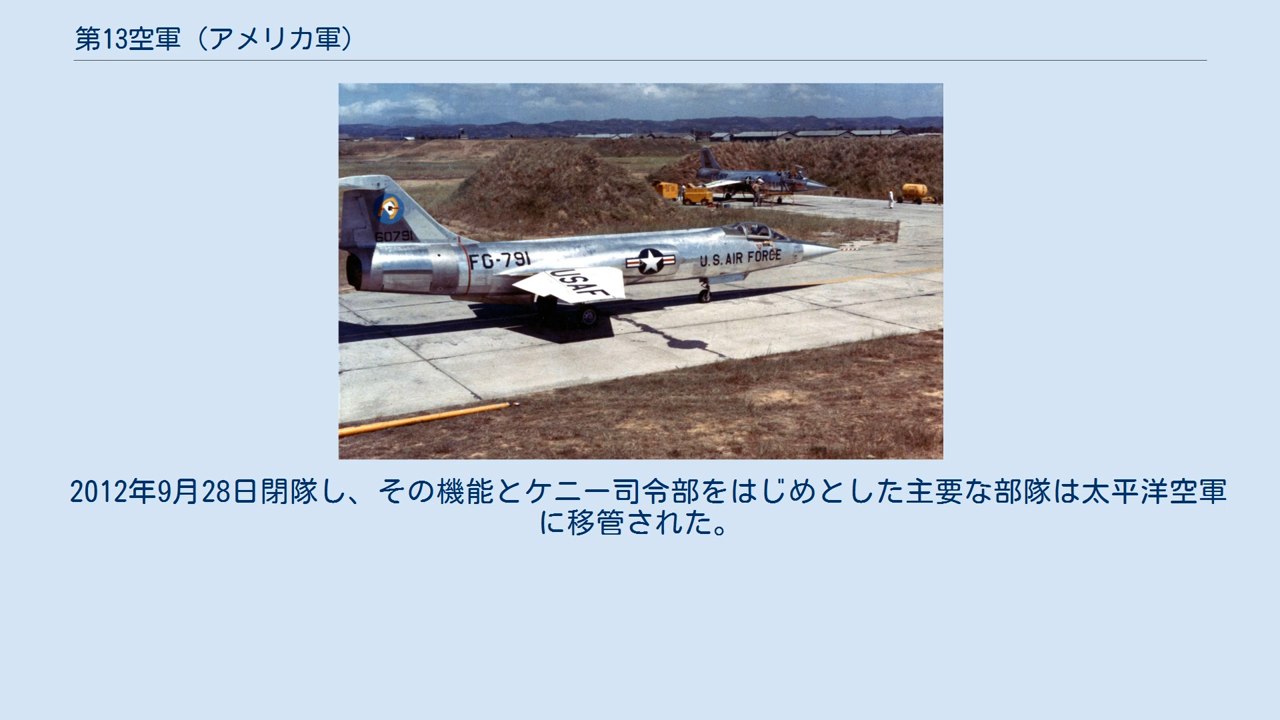 第13空軍（アメリカ軍）
60791
FG-791
USAF
U.S. AIR FORCE
2012年9月28日閉隊し、その機能とケニー司令部をはじめとした主要な部隊は太平洋空軍
に移管された。